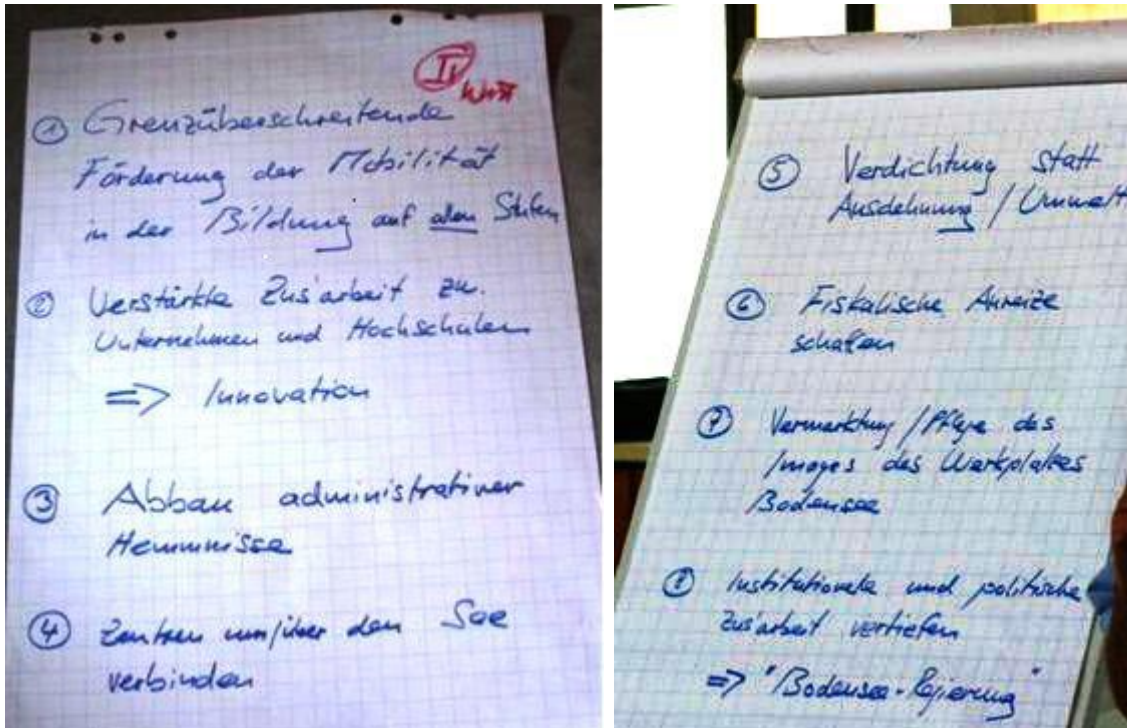 II
① Grenzüberschreitende
Förderung der Mobilität
in der Bildung auf allen Stufen
② Verstärkte Zus'arbeit zw.
Unternehmen und Hochschulen
=> Innovation
③ Abbau administrativer
Hemmnisse
④ Zentren um/über den See
verbinden
⑤ Verdichtung statt
Ausdehnung / Umwelt
⑥ Fiskalische Anreize
schaffen
⑦ Vermarktung / Pflege des
Images des Werkplatzes
Bodensee
⑧ Institutionelle und politische
Zus'arbeit vertiefen
=> "Bodensee-Regierung"